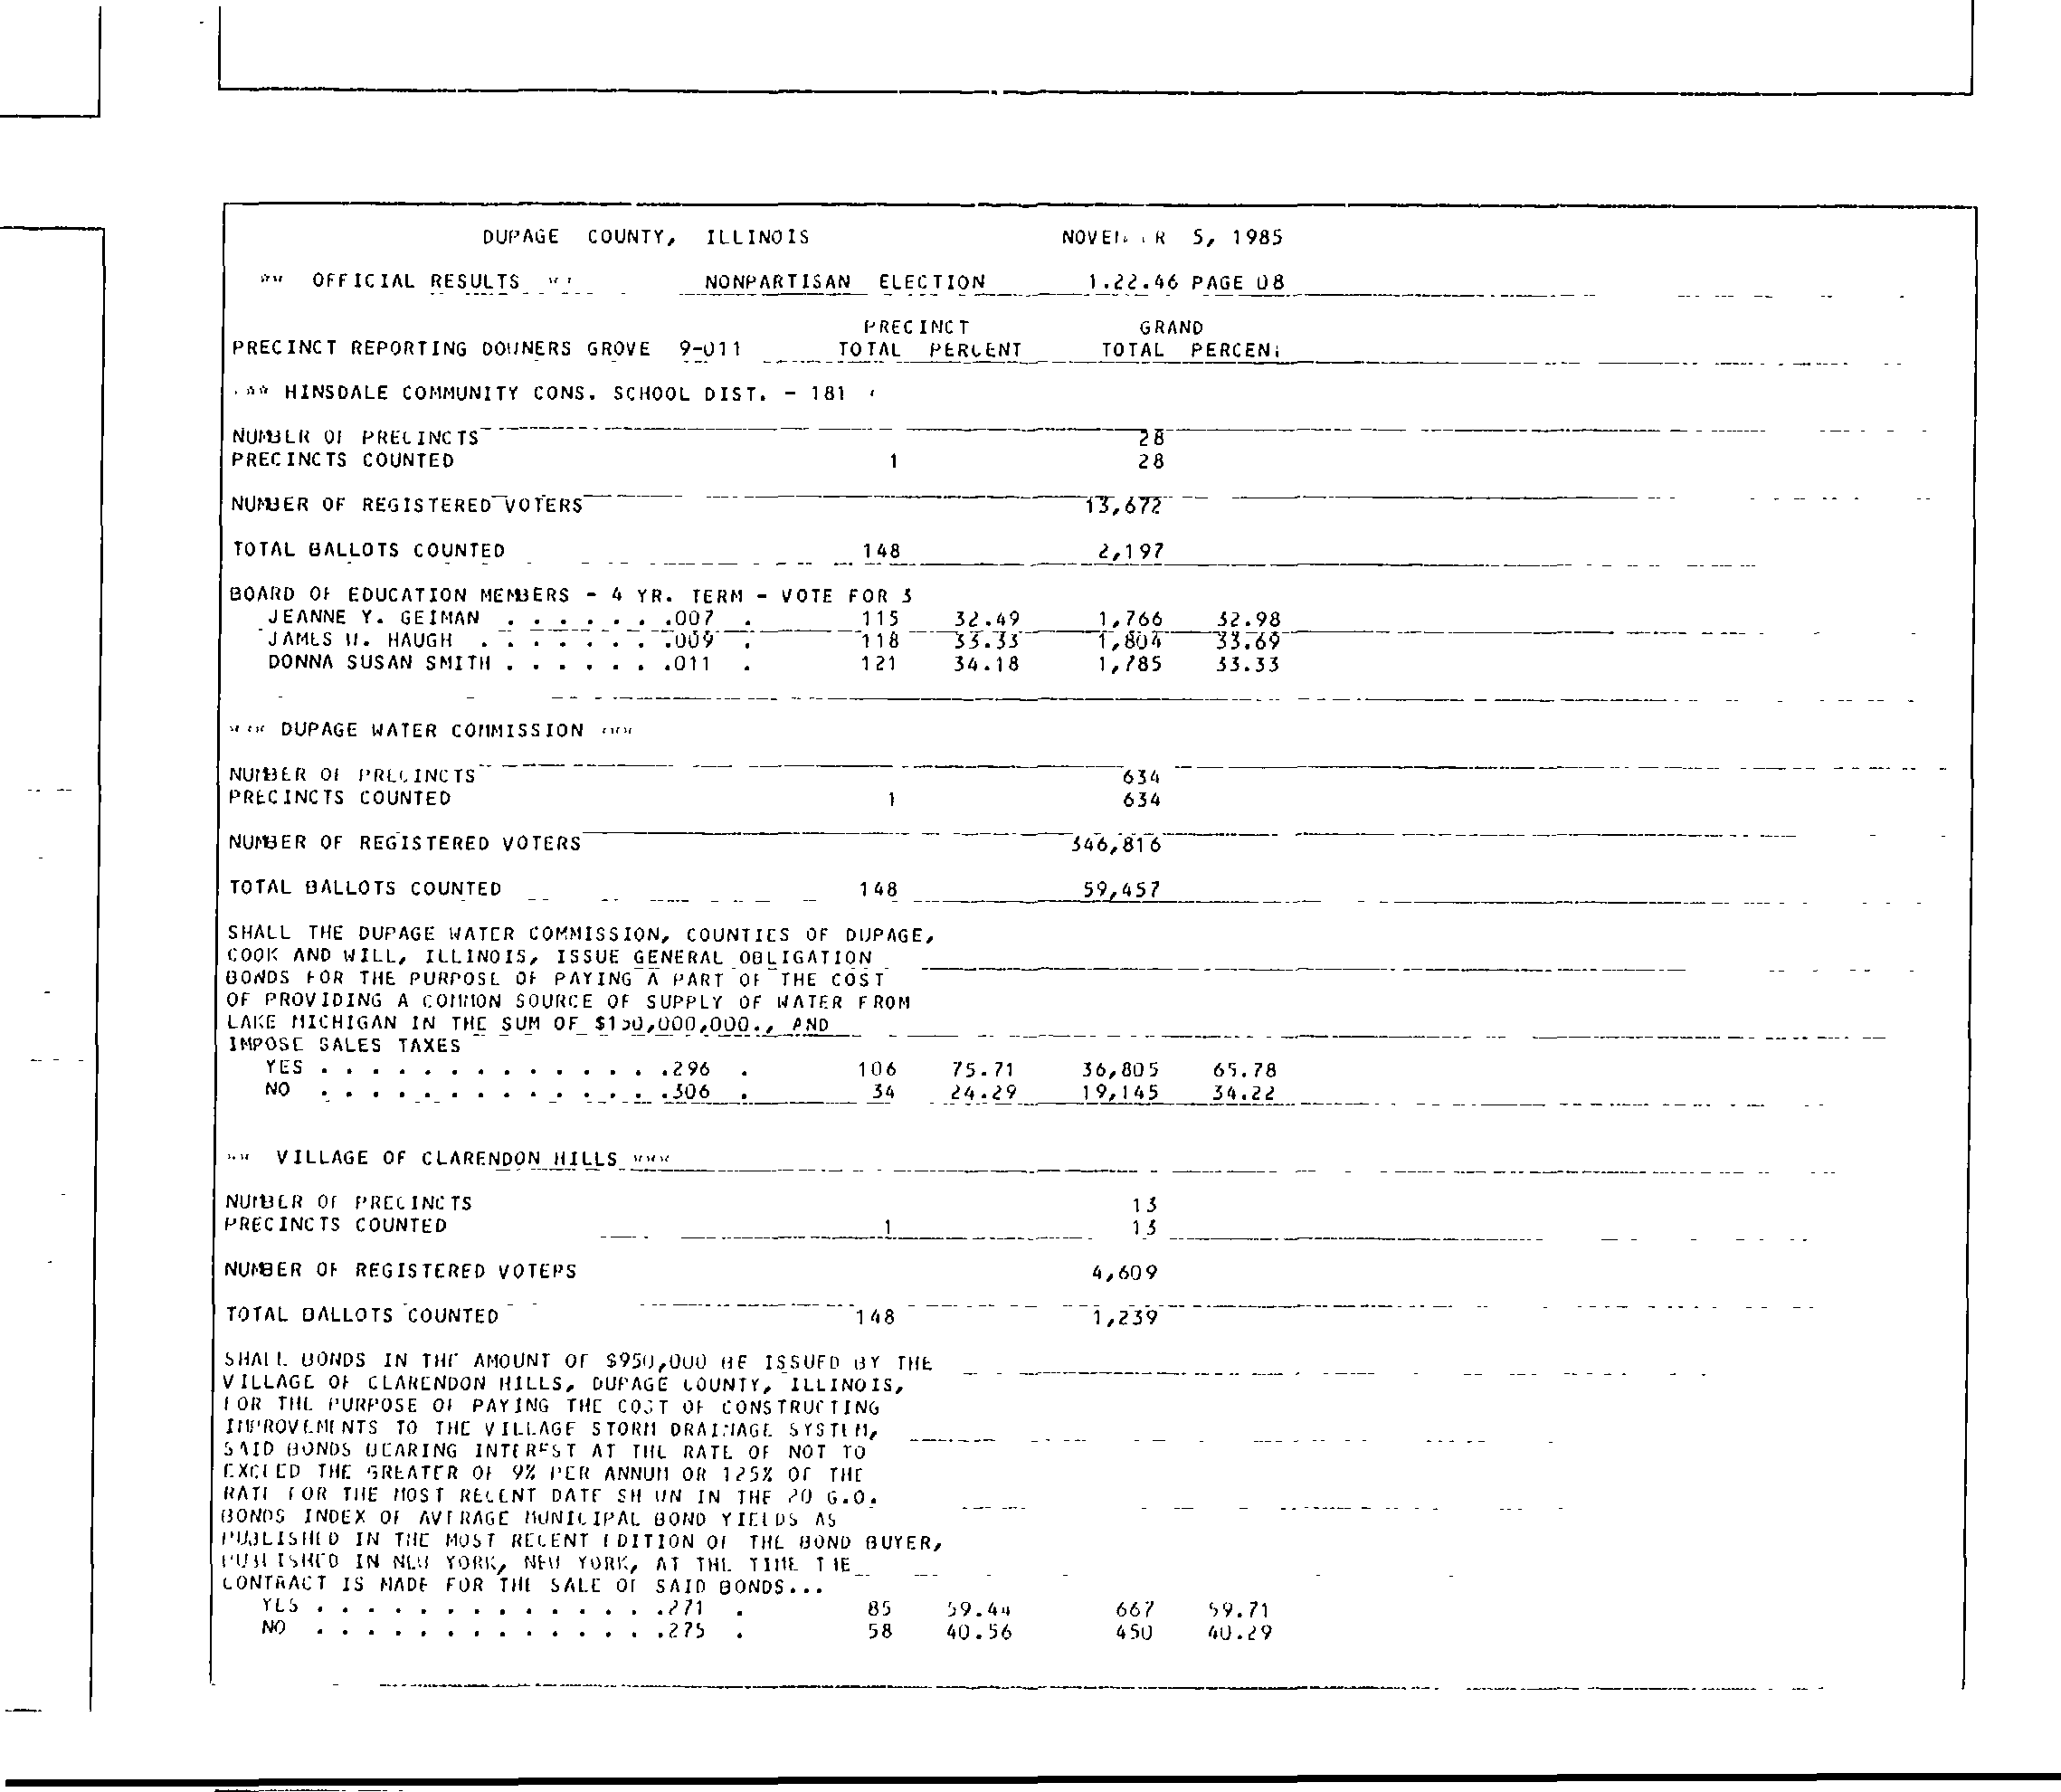 DUPAGE COUNTY, ILLINOIS 5, 1985
** OFFICIAL RESULTS ** NONPARTISAN ELECTION 1.22.46 PAGE 08
PRECINCT GRAND
PRECINCT REPORTING DOWNERS GROVE 9-011 TOTAL PERCENT TOTAL PERCENT
*** HINSDALE COMMUNITY CONS. SCHOOL DIST. - 181
NUMBER OF PRECINCTS 28
PRECINCTS COUNTED 1 28
NUMBER OF REGISTERED VOTERS 13,672
TOTAL BALLOTS COUNTED 148 2,197
BOARD OF EDUCATION MEMBERS - 4 YR. TERM - VOTE FOR 3
JEANNE Y. GEIMAN . . . . . . .007 . 115 32.49 1,766 32.98
JAMES W. HAUGH . . . . . . . .009 . 118 33.33 1,804 33.69
DONNA SUSAN SMITH . . . . . . .011 . 121 34.18 1,785 33.33
*** DUPAGE WATER COMMISSION ***
NUMBER OF PRECINCTS 634
PRECINCTS COUNTED 1 634
NUMBER OF REGISTERED VOTERS 346,816
TOTAL BALLOTS COUNTED 148 59,457
SHALL THE DUPAGE WATER COMMISSION, COUNTIES OF DUPAGE,
COOK AND WILL, ILLINOIS, ISSUE GENERAL OBLIGATION
BONDS FOR THE PURPOSE OF PAYING A PART OF THE COST
OF PROVIDING A COMMON SOURCE OF SUPPLY OF WATER FROM
LAKE MICHIGAN IN THE SUM OF AND
IMPOSE SALES TAXES
YES . . . . . . . . . . . . . .296 . 106 75.71 36,805 65.78
NO . . . . . . . . . . . . . .306 . 34 24.29 19,145 34.22
** VILLAGE OF CLARENDON HILLS ***
NUMBER OF PRECINCTS 13
PRECINCTS COUNTED 1 13
NUMBER OF REGISTERED VOTERS 4,609
TOTAL BALLOTS COUNTED 148 1,239
SHALL BONDS IN THE AMOUNT OF $950,000 BE ISSUED BY THE
VILLAGE OF CLARENDON HILLS, DUPAGE COUNTY, ILLINOIS,
FOR THE PURPOSE OF PAYING THE COST OF CONSTRUCTING
IMPROVEMENTS TO THE VILLAGE STORM DRAINAGE SYSTEM,
SAID BONDS BEARING INTEREST AT THE RATE OF NOT TO
EXCEED THE GREATER OF 9% PER ANNUM OR 125% OF THE
RATE FOR THE MOST RECENT DATE IN THE 20 G.O.
BONDS INDEX OF AVERAGE MUNICIPAL BOND YIELDS AS
PUBLISHED IN THE MOST RECENT EDITION OF THE BOND BUYER,
PUBLISHED IN NEW YORK, NEW YORK, AT THE TIME THE
CONTRACT IS MADE FOR THE SALE OF SAID BONDS...
YES . . . . . . . . . . . . . .271 . 85 59.44 667 59.71
NO . . . . . . . . . . . . . .275 . 58 40.56 450 40.29